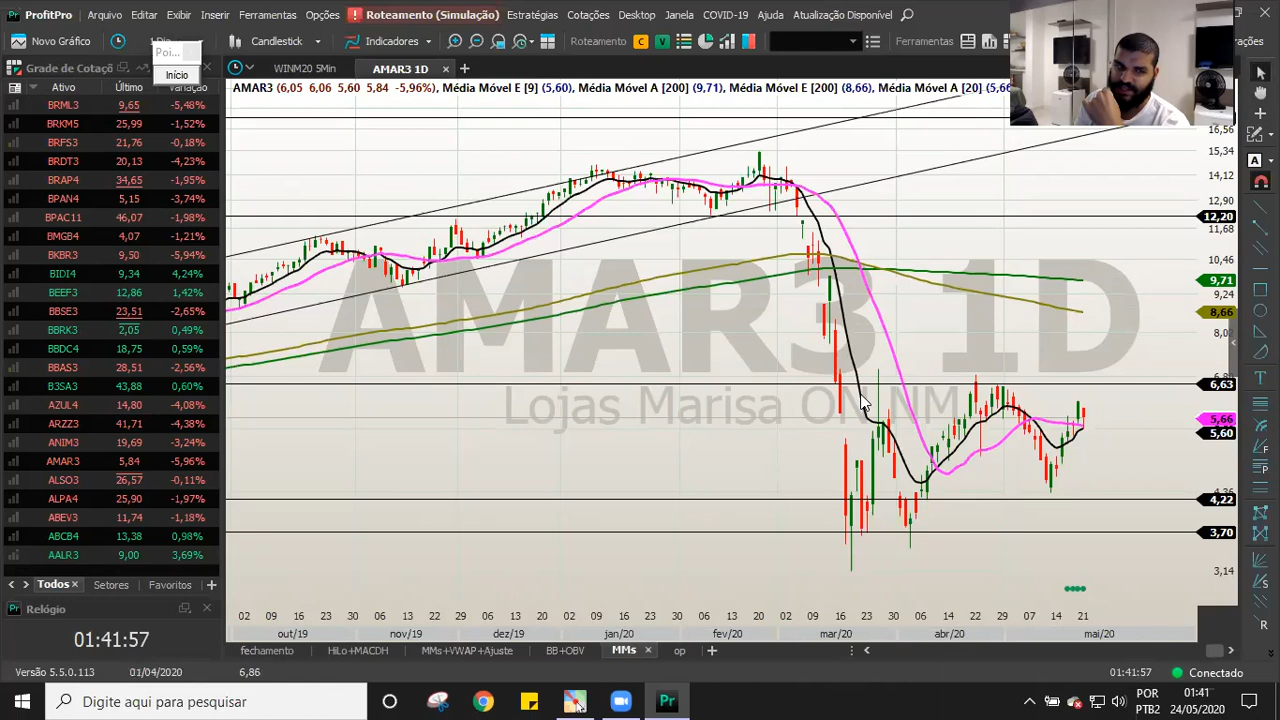 ProfitPro Arquivo Editar Exibir Inserir Ferramentas Opções Roteamento (Simulação) Estratégias Cotações Desktop Janela COVID-19 Ajuda Atualização Disponível
Novo Gráfico 1 Dia Candlestick Indicadores Roteamento C V Ferramentas
Poi...
Início
Grade de Cotaçõ
WINM20 5Min AMAR3 1D
Ativo Último Variação
AMAR3 (6,05 6,06 5,60 5,84 -5,96%), Média Móvel E [9] (5,60), Média Móvel A [200] (9,71), Média Móvel E [200] (8,66), Média Móvel A [20] (5,66
BRML3 9,65 -5,48%
BRKM5 25,99 -1,52%
BRFS3 21,76 -0,18%
BRDT3 20,13 -4,23%
BRAP4 34,65 -1,95%
BPAN4 5,15 -3,74%
BPAC11 46,07 -1,98%
BMGB4 4,07 -1,21%
BKBR3 9,50 -5,94%
BIDI4 9,34 4,24%
BEEF3 12,86 1,42%
BBSE3 23,51 -2,65%
BBRK3 2,05 0,49%
BBDC4 18,75 0,59%
BBAS3 28,51 -2,56%
B3SA3 43,88 0,60%
AZUL4 14,80 -4,08%
ARZZ3 42,71 -4,38%
ANIM3 19,69 -3,24%
AMAR3 5,84 -5,96%
ALSO3 26,57 -0,11%
ALPA4 25,90 -1,97%
ABEV3 11,74 -1,18%
ABCB4 13,38 0,98%
AALR3 9,00 3,69%
AMAR3 1D
Lojas Marisa ON NM
16,56
15,34
14,12
12,90
12,20
11,68
10,46
9,71
9,24
8,66
8,02
6,63
5,66
5,60
4,22
3,70
3,14
Todos Setores Favoritos
Relógio
01:41:57
02 09 16 23 30 07 14 22 29 06 13 20 02 09 16 23 30 06 13 20 27 03 10 17 20 02 09 16 23 30 06 14 22 30 07 14 21
out/19 nov/19 dez/19 jan/20 fev/20 mar/20 abr/20 mai/20
fechamento HiLo+MACDH MMs+VWAP+Ajuste BB+OBV MMs op
Versão 5.5.0.113 01/04/2020 6,86 01:41:57 Conectado
Digite aqui para pesquisar
POR
PTB2
01:41
24/05/2020